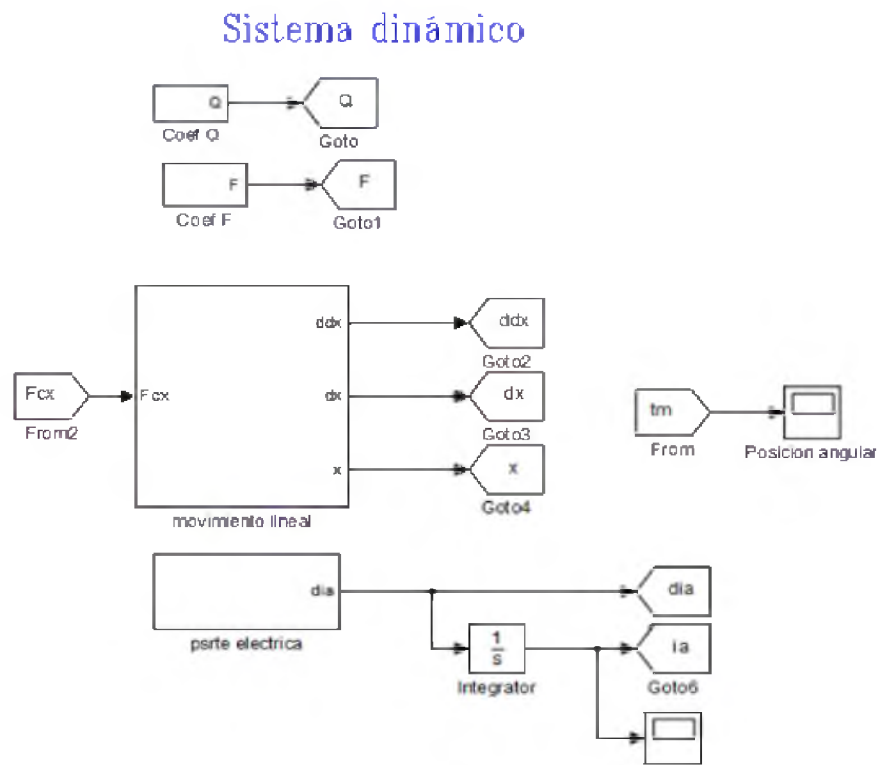 Sistema dinámico
Q
Q
Coef Q
Goto
F
F
Coef F
Goto1
ddx
ddx
Goto2
Fcx
Fcx
dx
dx
From2
Goto3
tm
From
Posicion angular
x
x
Goto4
movimiento lineal
dia
dia
psrte electrica
1
s
Integrator
ia
Goto6